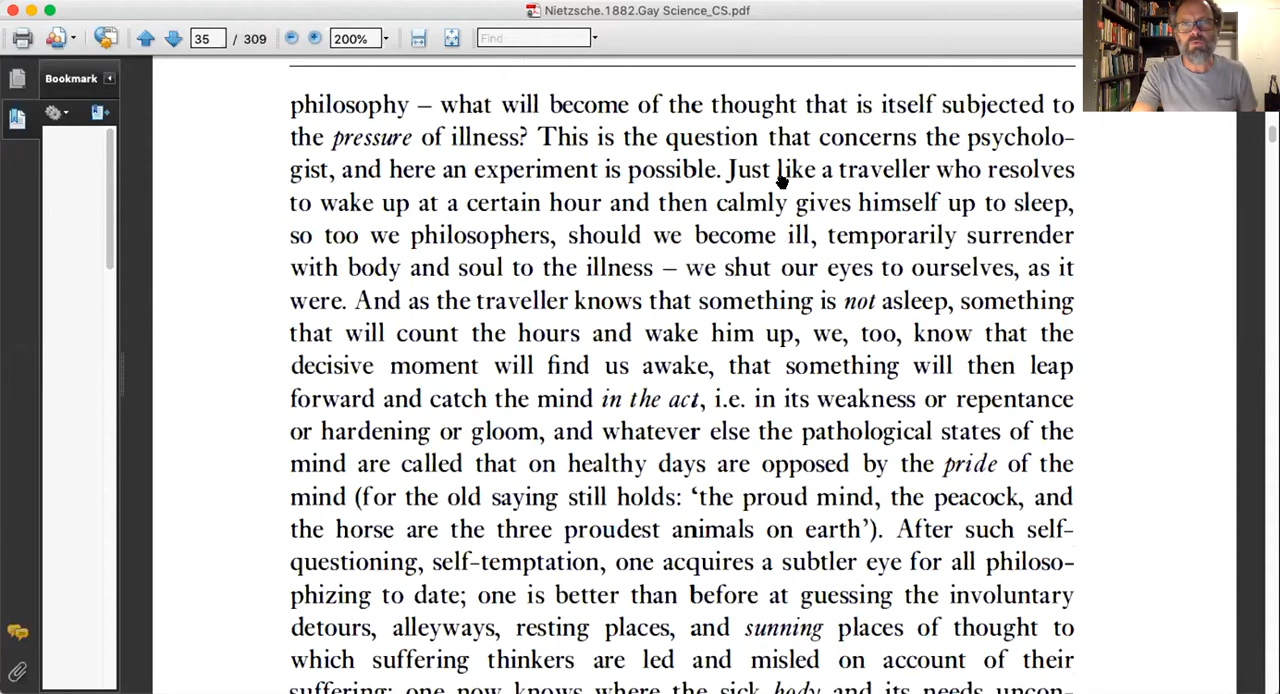 Nietzsche.1882.Gay Science_CS.pdf
35 / 309
200%
Find
Bookmark
philosophy – what will become of the thought that is itself subjected to
the pressure of illness? This is the question that concerns the psycholo-
gist, and here an experiment is possible. Just like a traveller who resolves
to wake up at a certain hour and then calmly gives himself up to sleep,
so too we philosophers, should we become ill, temporarily surrender
with body and soul to the illness – we shut our eyes to ourselves, as it
were. And as the traveller knows that something is not asleep, something
that will count the hours and wake him up, we, too, know that the
decisive moment will find us awake, that something will then leap
forward and catch the mind in the act, i.e. in its weakness or repentance
or hardening or gloom, and whatever else the pathological states of the
mind are called that on healthy days are opposed by the pride of the
mind (for the old saying still holds: ‘the proud mind, the peacock, and
the horse are the three proudest animals on earth’). After such self-
questioning, self-temptation, one acquires a subtler eye for all philoso-
phizing to date; one is better than before at guessing the involuntary
detours, alleyways, resting places, and sunning places of thought to
which suffering thinkers are led and misled on account of their
suffering; one now knows where the sick body and its needs uncon-